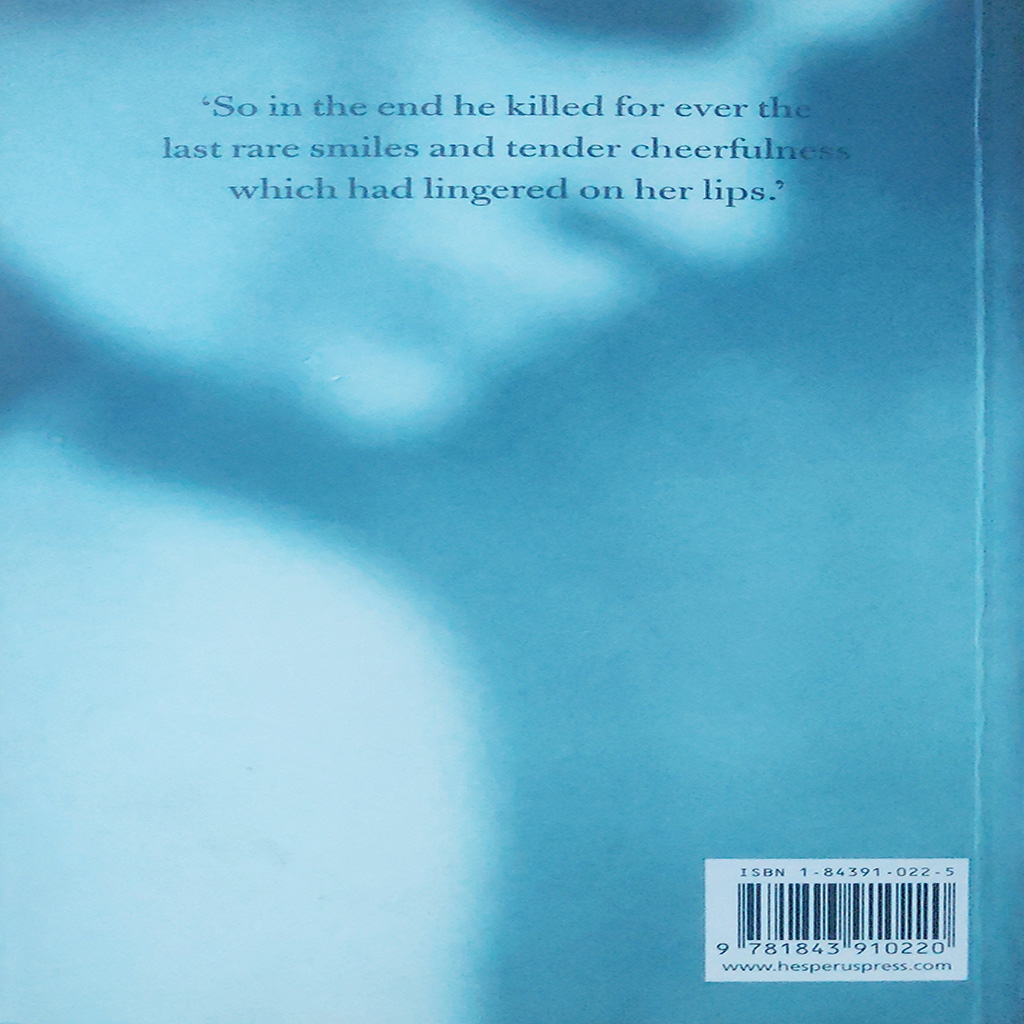 ‘So in the end he killed for ever the
last rare smiles and tender cheerfulness
which had lingered on her lips.’
ISBN 1-84391-022-5
9 781843 910220
www.hesperuspress.com